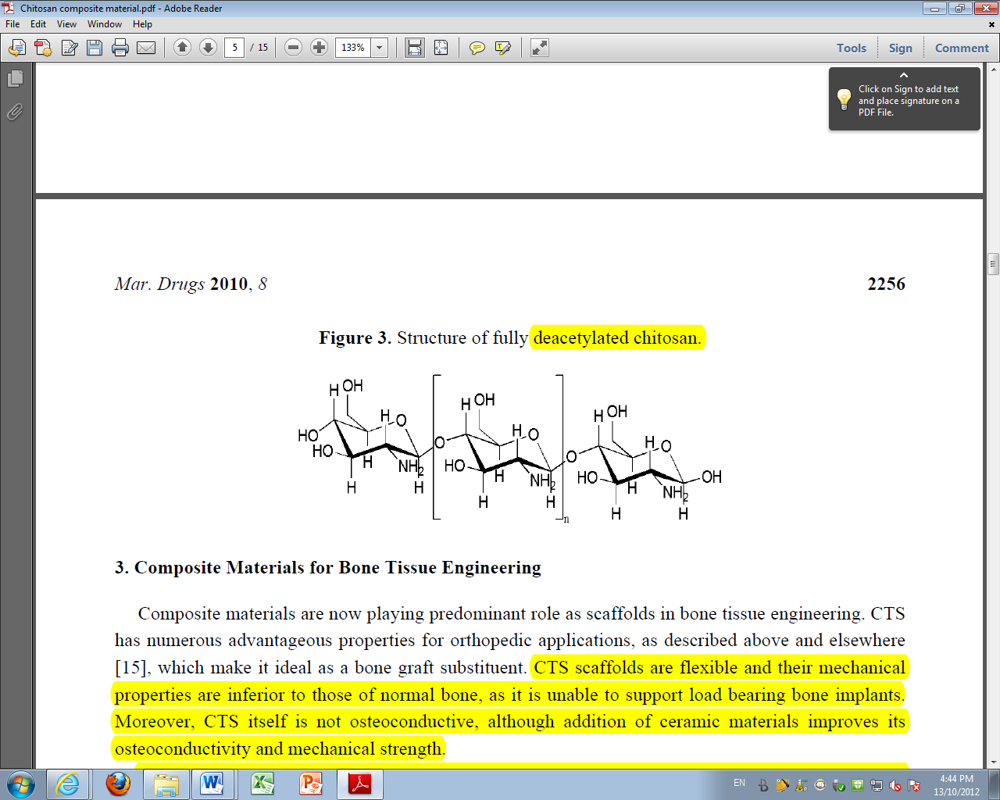 Chitosan composite material.pdf - Adobe Reader
File Edit View Window Help
5 / 15 133% Tools Sign Comment
Click on Sign to add text
and place signature on a
PDF File.
Mar. Drugs 2010, 8 2256
Figure 3. Structure of fully deacetylated chitosan.
H OH
HO
HO
H
O
H
NH2
H
H
O
H OH
HO
H
O
H
NH2
H
H
n
O
H OH
HO
H
O
H
NH2
H
H
OH
3. Composite Materials for Bone Tissue Engineering
Composite materials are now playing predominant role as scaffolds in bone tissue engineering. CTS
has numerous advantageous properties for orthopedic applications, as described above and elsewhere
[15], which make it ideal as a bone graft substituent. CTS scaffolds are flexible and their mechanical
properties are inferior to those of normal bone, as it is unable to support load bearing bone implants.
Moreover, CTS itself is not osteoconductive, although addition of ceramic materials improves its
osteoconductivity and mechanical strength.
EN 4:44 PM
13/10/2012